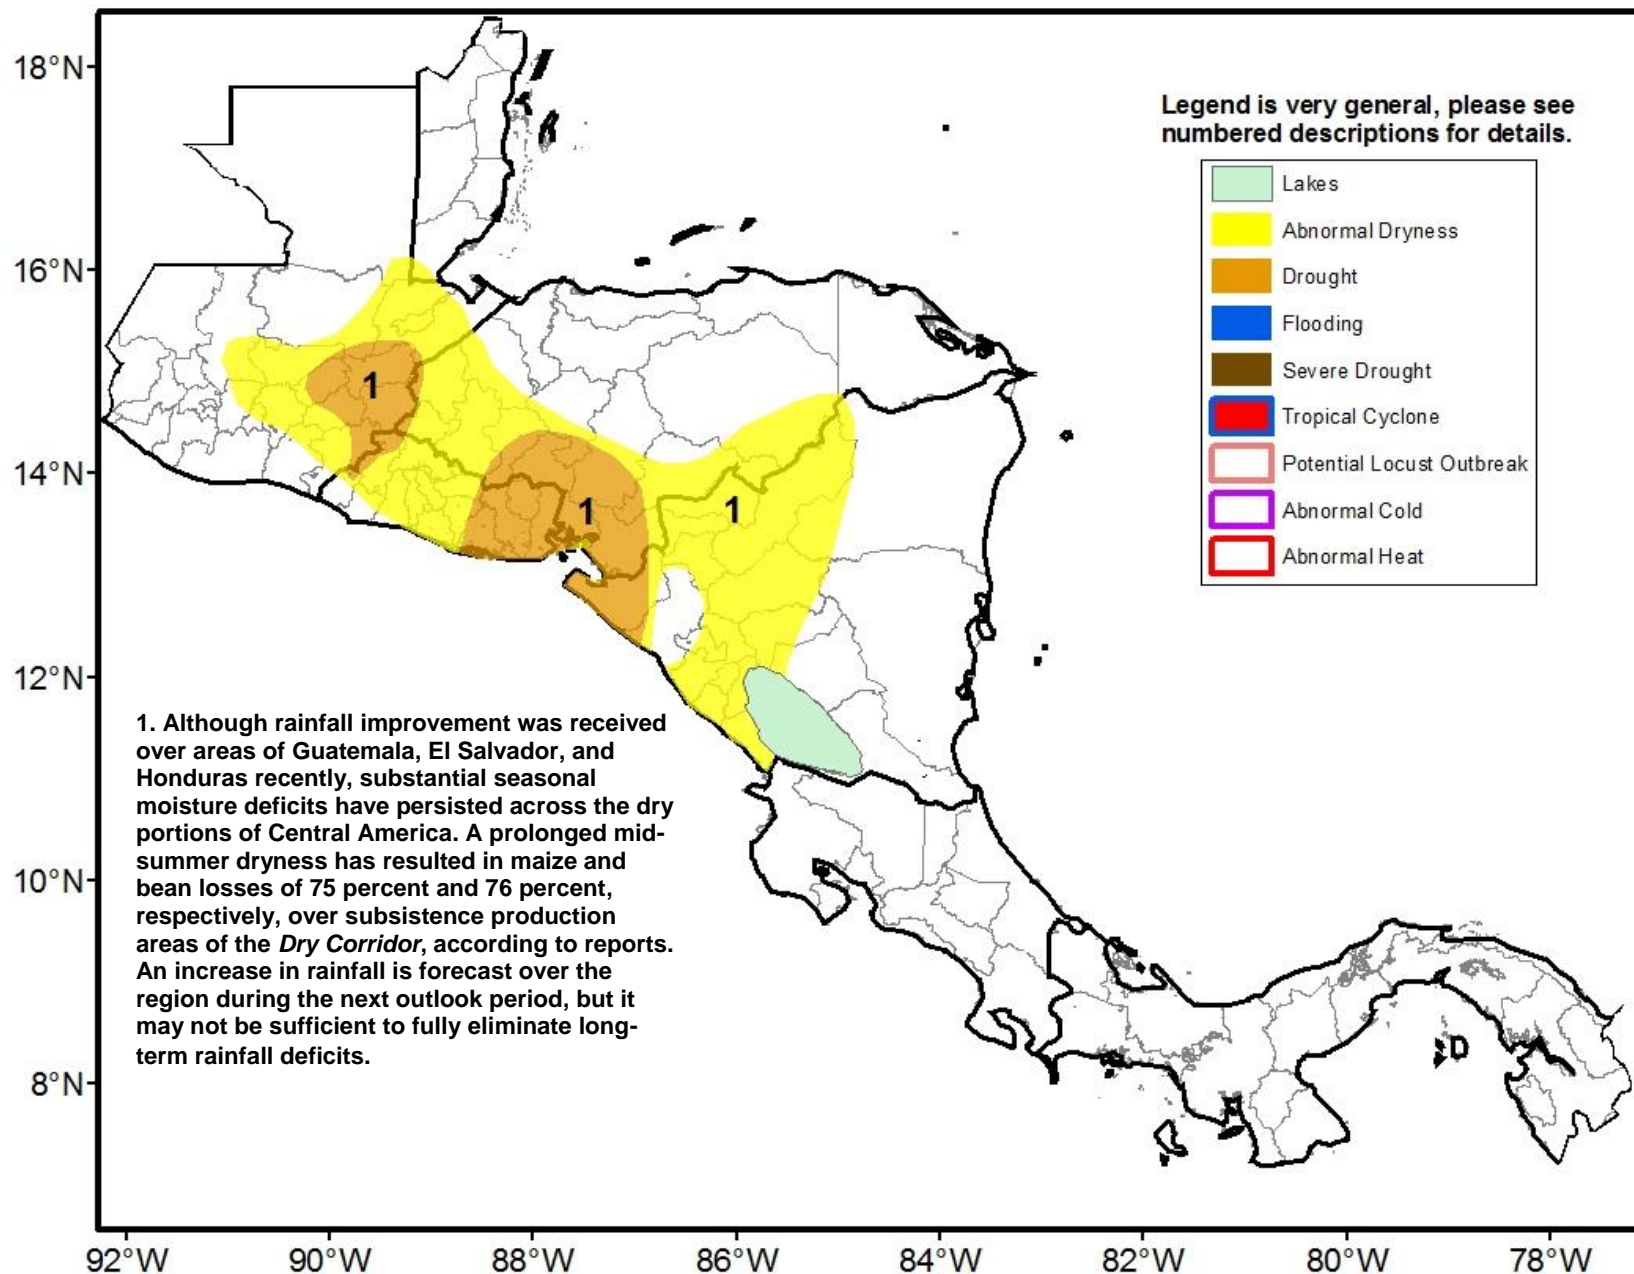 18°N
16°N
14°N
12°N
10°N
8°N
Legend is very general, please see
numbered descriptions for details.
Lakes
Abnormal Dryness
Drought
Flooding
Severe Drought
Tropical Cyclone
Potential Locust Outbreak
Abnormal Cold
Abnormal Heat
1
1
1
1. Although rainfall improvement was received
over areas of Guatemala, El Salvador, and
Honduras recently, substantial seasonal
moisture deficits have persisted across the dry
portions of Central America. A prolonged mid-
summer dryness has resulted in maize and
bean losses of 75 percent and 76 percent,
respectively, over subsistence production
areas of the Dry Corridor, according to reports.
An increase in rainfall is forecast over the
region during the next outlook period, but it
may not be sufficient to fully eliminate long-
term rainfall deficits.
92°W 90°W 88°W 86°W 84°W 82°W 80°W 78°W